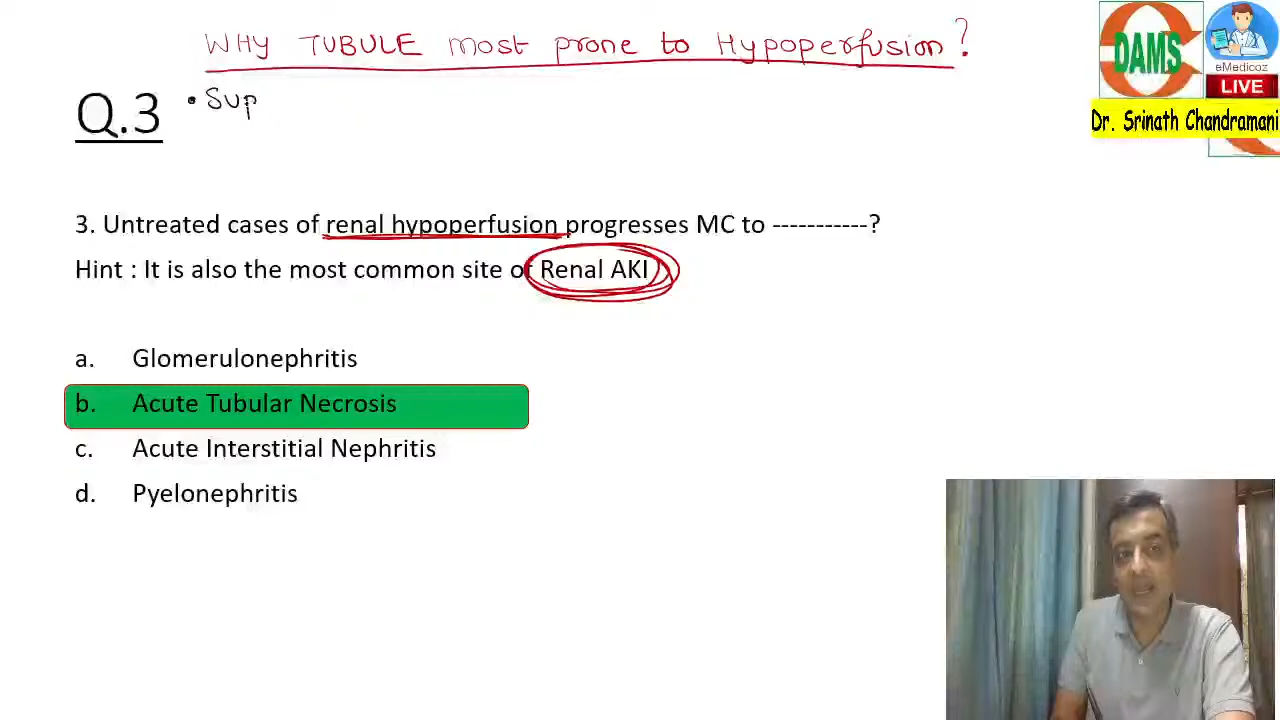 WHY TUBULE most prone to Hypoperfusion?
DAMS
eMedicoz
LIVE
Dr. Srinath Chandramani
Q.3
• Sup
3. Untreated cases of renal hypoperfusion progresses MC to -----------?
Hint : It is also the most common site of Renal AKI
a. Glomerulonephritis
b. Acute Tubular Necrosis
c. Acute Interstitial Nephritis
d. Pyelonephritis